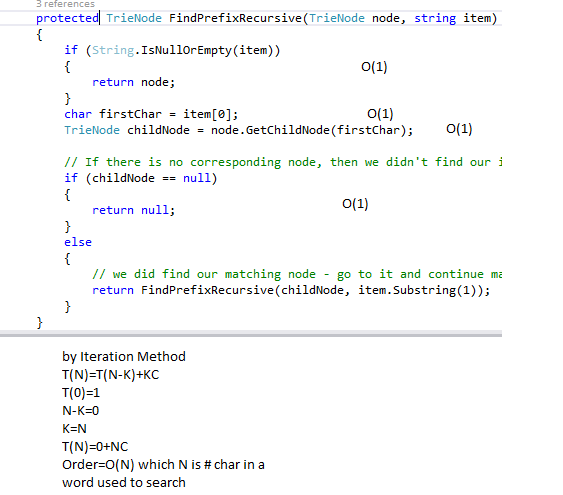 3 references
protected TrieNode FindPrefixRecursive(TrieNode node, string item)
{
if (String.IsNullOrEmpty(item))
{ O(1)
return node;
}
char firstChar = item[0]; O(1)
TrieNode childNode = node.GetChildNode(firstChar); O(1)
// If there is no corresponding node, then we didn't find our i
if (childNode == null)
{
return null; O(1)
}
else
{
// we did find our matching node - go to it and continue ma
return FindPrefixRecursive(childNode, item.Substring(1));
}
}
by Iteration Method
T(N)=T(N-K)+KC
T(0)=1
N-K=0
K=N
T(N)=0+NC
Order=O(N) which N is # char in a
word used to search